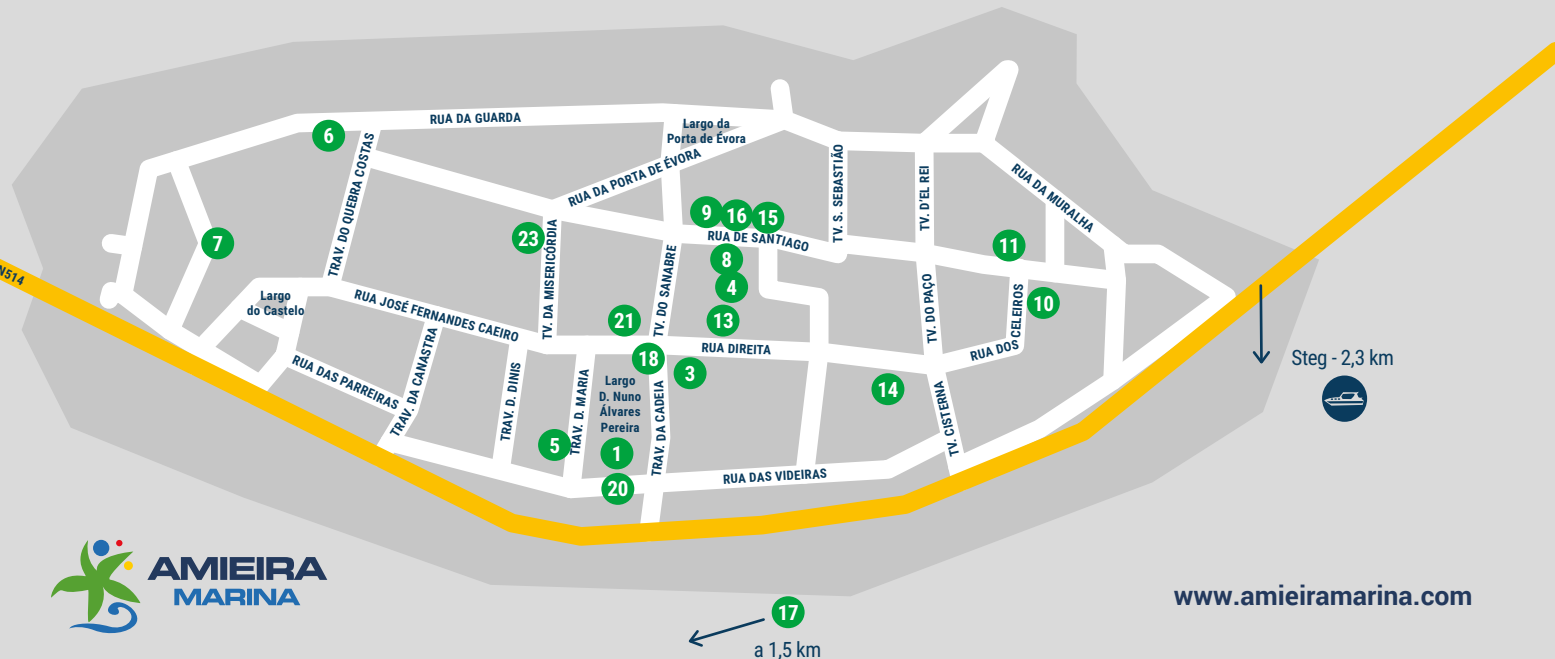 RUA DA GUARDA
6
TRAV. DO QUEBRA COSTAS
Largo da
Porta de Évora
RUA DA PORTA DE ÉVORA
TV. S. SEBASTIÃO
TV. D'EL REI
RUA DA MURALHA
7
23
9
16
15
RUA DE SANTIAGO
11
N514
TRAV. DA MISERICÓRDIA
TV. DO SANABRE
8
4
13
21
TV. DO PAÇO
RUA DOS CELEIROS
10
Largo
do Castelo
RUA JOSÉ FERNANDES CAEIRO
RUA DIREITA
18
3
14
Steg - 2,3 km
RUA DAS PARREIRAS
TRAV. DA CANASTRA
TRAV. D. DINIS
TRAV. D. MARIA
Largo
D. Nuno
Álvares
Pereira
TRAV. DA CADEIA
TV. CISTERNA
5
1
20
RUA DAS VIDEIRAS
AMIEIRA
MARINA
17
a 1,5 km
www.amieiramarina.com